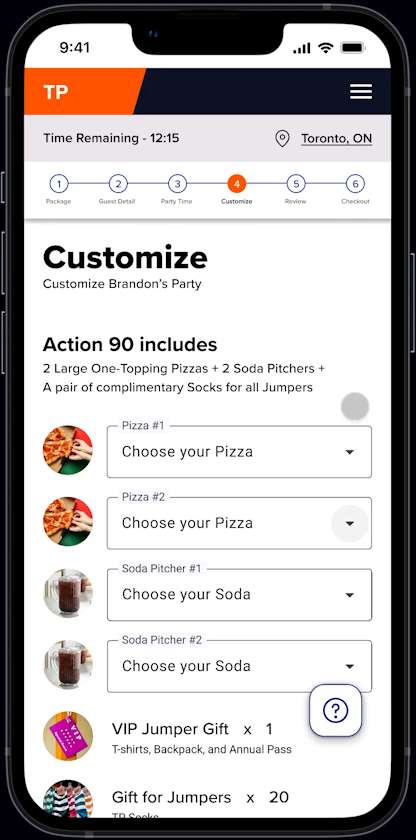 9:41
TP
Time Remaining - 12:15
Toronto, ON
1 2 3 4 5 6
Package Guest Detail Party Time Customize Review Checkout
Customize
Customize Brandon's Party
Action 90 includes
2 Large One-Topping Pizzas + 2 Soda Pitchers +
A pair of complimentary Socks for all Jumpers
Pizza #1
Choose your Pizza
Pizza #2
Choose your Pizza
Soda Pitcher #1
Choose your Soda
Soda Pitcher #2
Choose your Soda
?
VIP
VIP Jumper Gift x 1
T-shirts, Backpack, and Annual Pass
Gift for Jumpers x 20
TP Socks